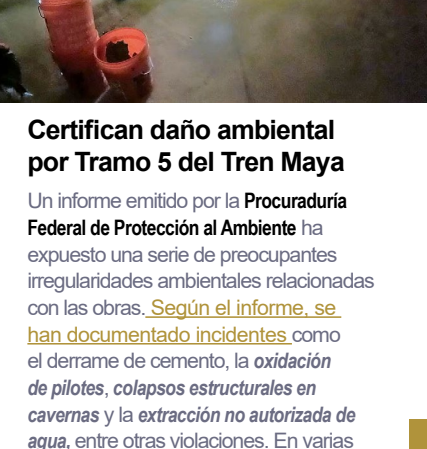 Certifican daño ambiental
por Tramo 5 del Tren Maya
Un informe emitido por la Procuraduría
Federal de Protección al Ambiente ha
expuesto una serie de preocupantes
irregularidades ambientales relacionadas
con las obras. Según el informe, se
han documentado incidentes como
el derrame de cemento, la oxidación
de pilotes, colapsos estructurales en
cavernas y la extracción no autorizada de
agua, entre otras violaciones. En varias